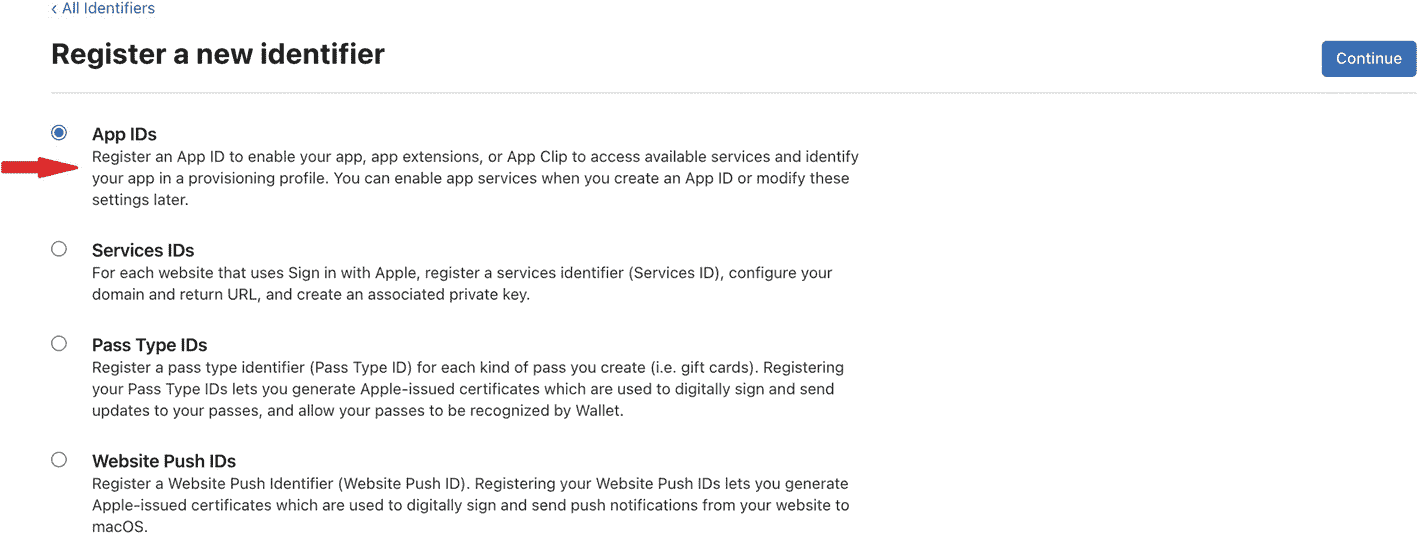 ‹ All Identifiers
Register a new identifier
Continue
App IDs
Register an App ID to enable your app, app extensions, or App Clip to access available services and identify
your app in a provisioning profile. You can enable app services when you create an App ID or modify these
settings later.
Services IDs
For each website that uses Sign in with Apple, register a services identifier (Services ID), configure your
domain and return URL, and create an associated private key.
Pass Type IDs
Register a pass type identifier (Pass Type ID) for each kind of pass you create (i.e. gift cards). Registering
your Pass Type IDs lets you generate Apple-issued certificates which are used to digitally sign and send
updates to your passes, and allow your passes to be recognized by Wallet.
Website Push IDs
Register a Website Push Identifier (Website Push ID). Registering your Website Push IDs lets you generate
Apple-issued certificates which are used to digitally sign and send push notifications from your website to
macOS.